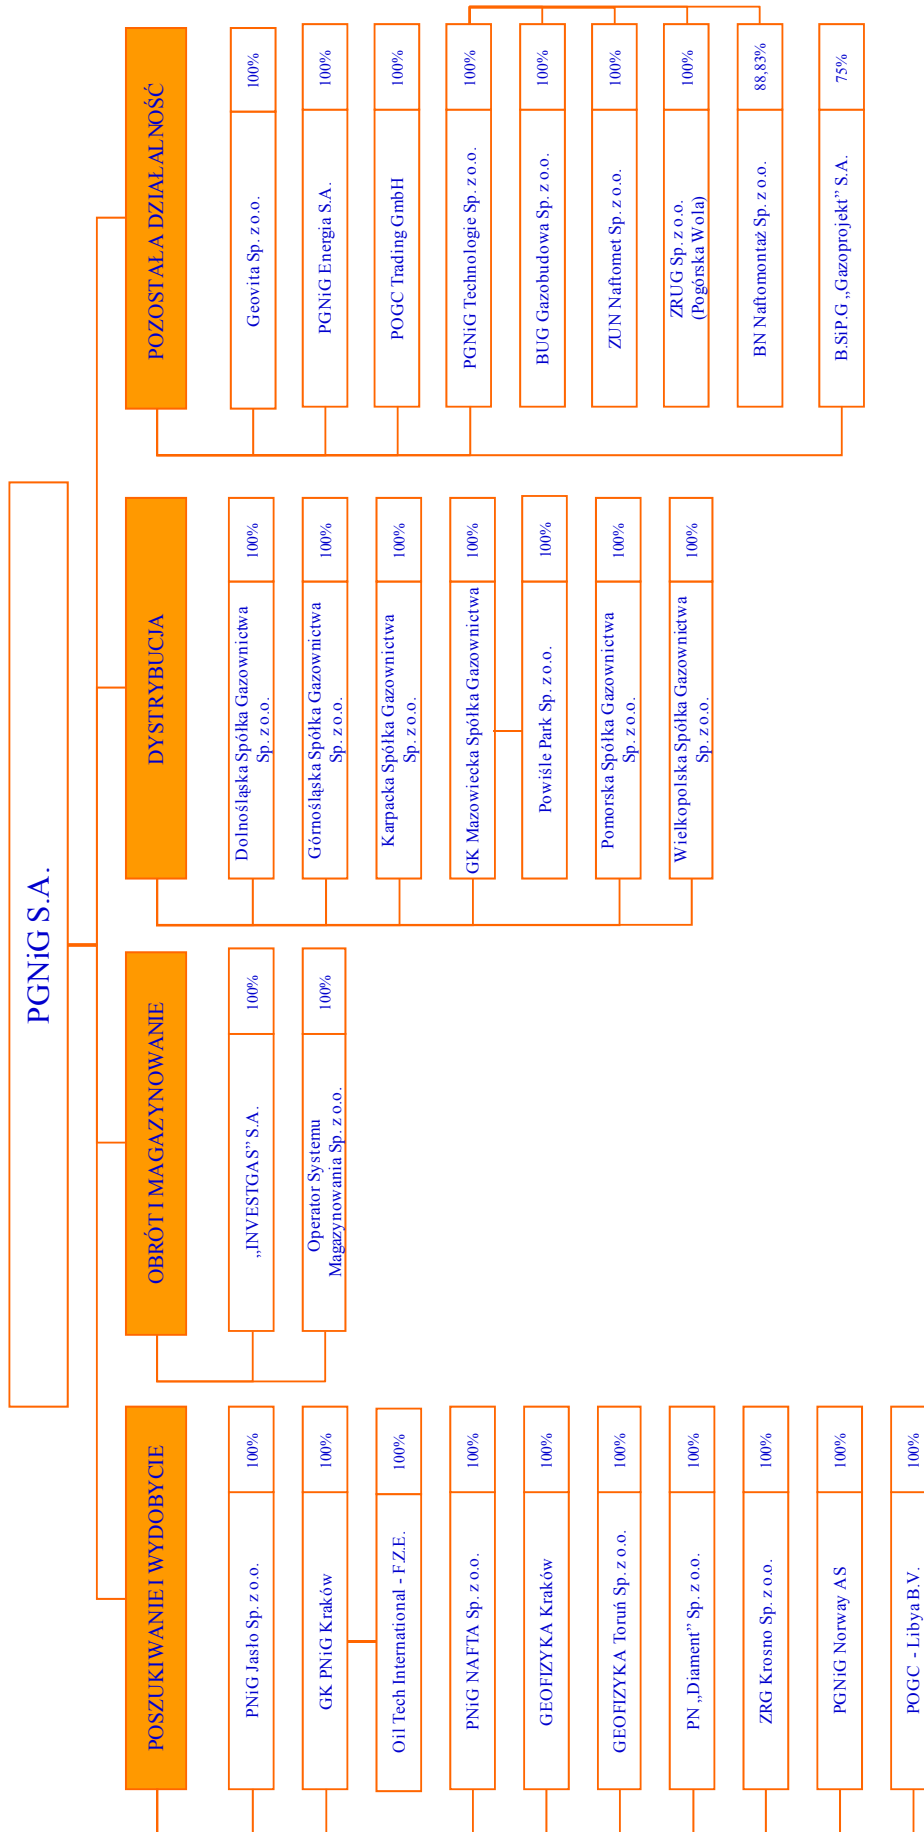 PGNiG S.A.
POSZUKIWANIE I WYDOBYCIE
PNiG Jasło Sp. z o.o.
100%
GK PNiG Kraków
100%
Oil Tech International - F.Z.E.
100%
PNiG NAFTA Sp. z o.o.
100%
GEOFIZYKA Kraków
100%
GEOFIZYKA Toruń Sp. z o.o.
100%
PN „Diament” Sp. z o.o.
100%
ZRG Krosno Sp. z o.o.
100%
PGNiG Norway AS
100%
POGC - Libya B.V.
100%
OBRÓT I MAGAZYNOWANIE
„INVESTGAS” S.A.
100%
Operator Systemu
Magazynowania Sp. z o.o.
100%
DYSTRYBUCJA
Dolnośląska Spółka Gazownictwa
Sp. z o.o.
100%
Górnośląska Spółka Gazownictwa
Sp. z o.o.
100%
Karpacka Spółka Gazownictwa
Sp. z o.o.
100%
GK Mazowiecka Spółka Gazownictwa
100%
Powiśle Park Sp. z o.o.
100%
Pomorska Spółka Gazownictwa
Sp. z o.o.
100%
Wielkopolska Spółka Gazownictwa
Sp. z o.o.
100%
POZOSTAŁA DZIAŁALNOŚĆ
Geovita Sp. z o.o.
100%
PGNiG Energia S.A.
100%
POGC Trading GmbH
100%
PGNiG Technologie Sp. z o.o.
100%
BUG Gazobudowa Sp. z o.o.
100%
ZUN Naftomet Sp. z o.o.
100%
ZRUG Sp. z o.o.
(Pogórska Wola)
100%
BN Naftomontaż Sp. z o.o.
88,83%
B.SiP.G „Gazoprojekt” S.A.
75%